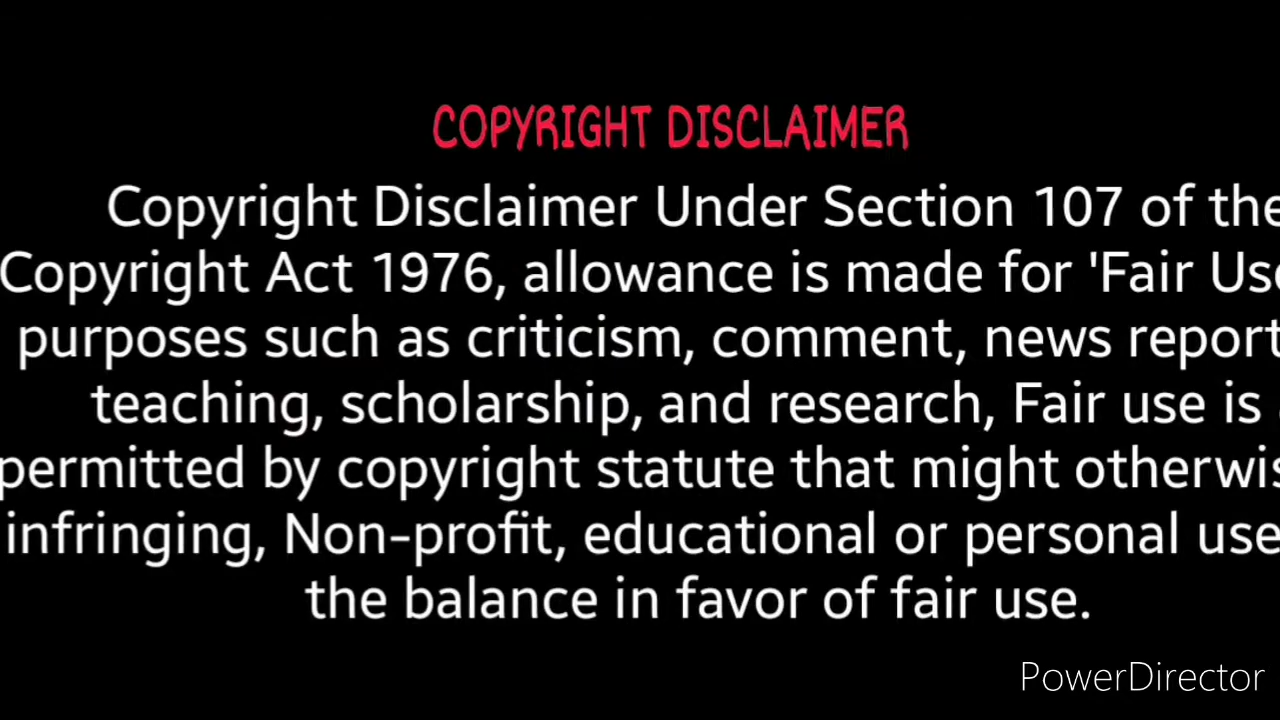 COPYRIGHT DISCLAIMER
Copyright Disclaimer Under Section 107 of the
Copyright Act 1976, allowance is made for 'Fair Us
purposes such as criticism, comment, news report
teaching, scholarship, and research, Fair use is
permitted by copyright statute that might otherwis
infringing, Non-profit, educational or personal use
the balance in favor of fair use.
PowerDirector